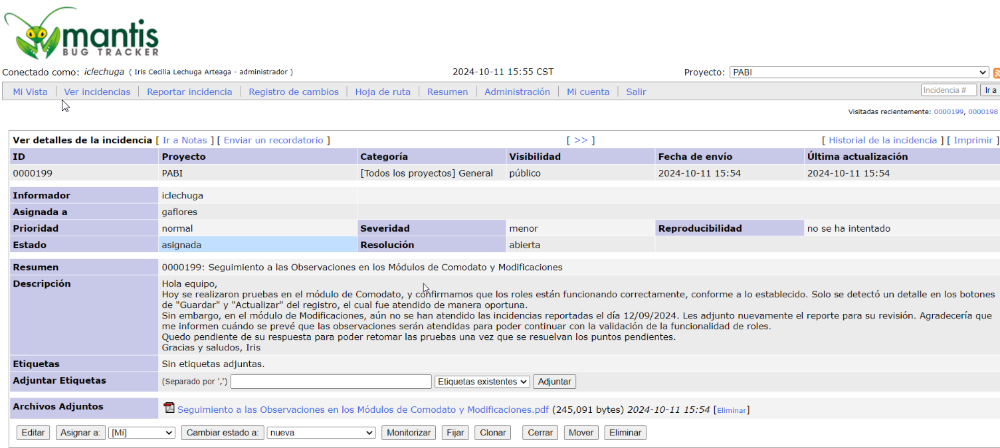 mantis
BUG TRACKER
Conectado como: iclechuga ( Iris Cecilia Lechuga Arteaga - administrador ) 2024-10-11 15:55 CST Proyecto: PABI
Mi Vista Ver incidencias Reportar incidencia Registro de cambios Hoja de ruta Resumen Administración Mi cuenta Salir Incidencia # Ir a
Visitadas recientemente: 0000199, 0000198
Ver detalles de la incidencia [ Ir a Notas ] [ Enviar un recordatorio ] [ >> ] [ Historial de la incidencia ] [ Imprimir ]
ID Proyecto Categoría Visibilidad Fecha de envío Última actualización
0000199 PABI [Todos los proyectos] General público 2024-10-11 15:54 2024-10-11 15:54
Informador iclechuga
Asignada a gaflores
Prioridad normal Severidad menor Reproducibilidad no se ha intentado
Estado asignada Resolución abierta
Resumen 0000199: Seguimiento a las Observaciones en los Módulos de Comodato y Modificaciones
Descripción Hola equipo,
Hoy se realizaron pruebas en el módulo de Comodato, y confirmamos que los roles están funcionando correctamente, conforme a lo establecido. Solo se detectó un detalle en los botones
de "Guardar" y "Actualizar" del registro, el cual fue atendido de manera oportuna.
Sin embargo, en el módulo de Modificaciones, aún no se han atendido las incidencias reportadas el día 12/09/2024. Les adjunto nuevamente el reporte para su revisión. Agradecería que
me informen cuándo se prevé que las observaciones serán atendidas para poder continuar con la validación de la funcionalidad de roles.
Quedo pendiente de su respuesta para poder retomar las pruebas una vez que se resuelvan los puntos pendientes.
Gracias y saludos, Iris
Etiquetas Sin etiquetas adjuntas.
Adjuntar Etiquetas (Separado por ',') Etiquetas existentes Adjuntar
Archivos Adjuntos Seguimiento a las Observaciones en los Módulos de Comodato y Modificaciones.pdf (245,091 bytes) 2024-10-11 15:54 [Eliminar]
Editar Asignar a: [Mí] Cambiar estado a: nueva Monitorizar Fijar Clonar Cerrar Mover Eliminar